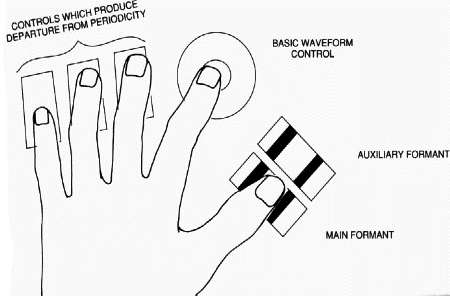 CONTROLS WHICH PRODUCE
DEPARTURE FROM PERIODICITY
BASIC WAVEFORM
CONTROL
AUXILIARY FORMANT
MAIN FORMANT